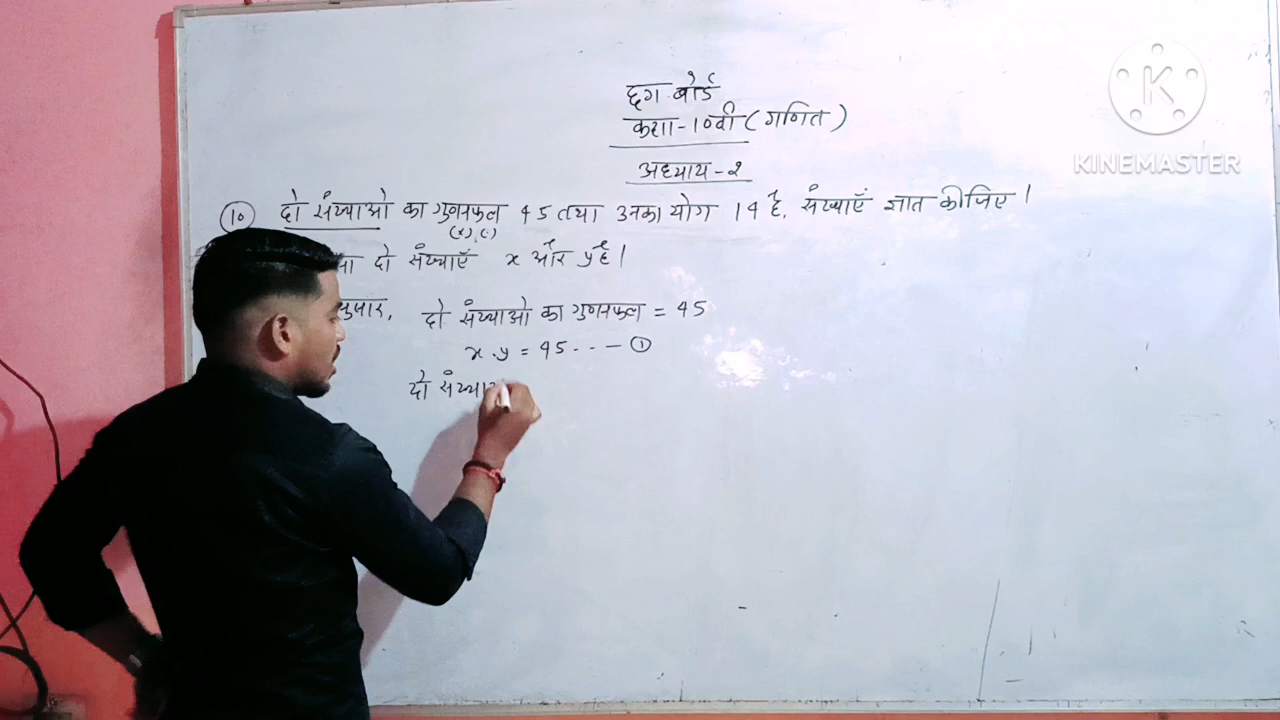 छग बोर्ड
कक्षा-10वी (गणित)
अध्याय-2
KINEMASTER
(10) दो संख्याओ का गुणनफल 45 तथा उनका योग 14 है, संख्याएँ ज्ञात कीजिए।
(x), (·)
दो संख्याएँ x और y है।
दो संख्याओ का गुणनफल = 45
x . y = 45 - - - ①
दो संख्या